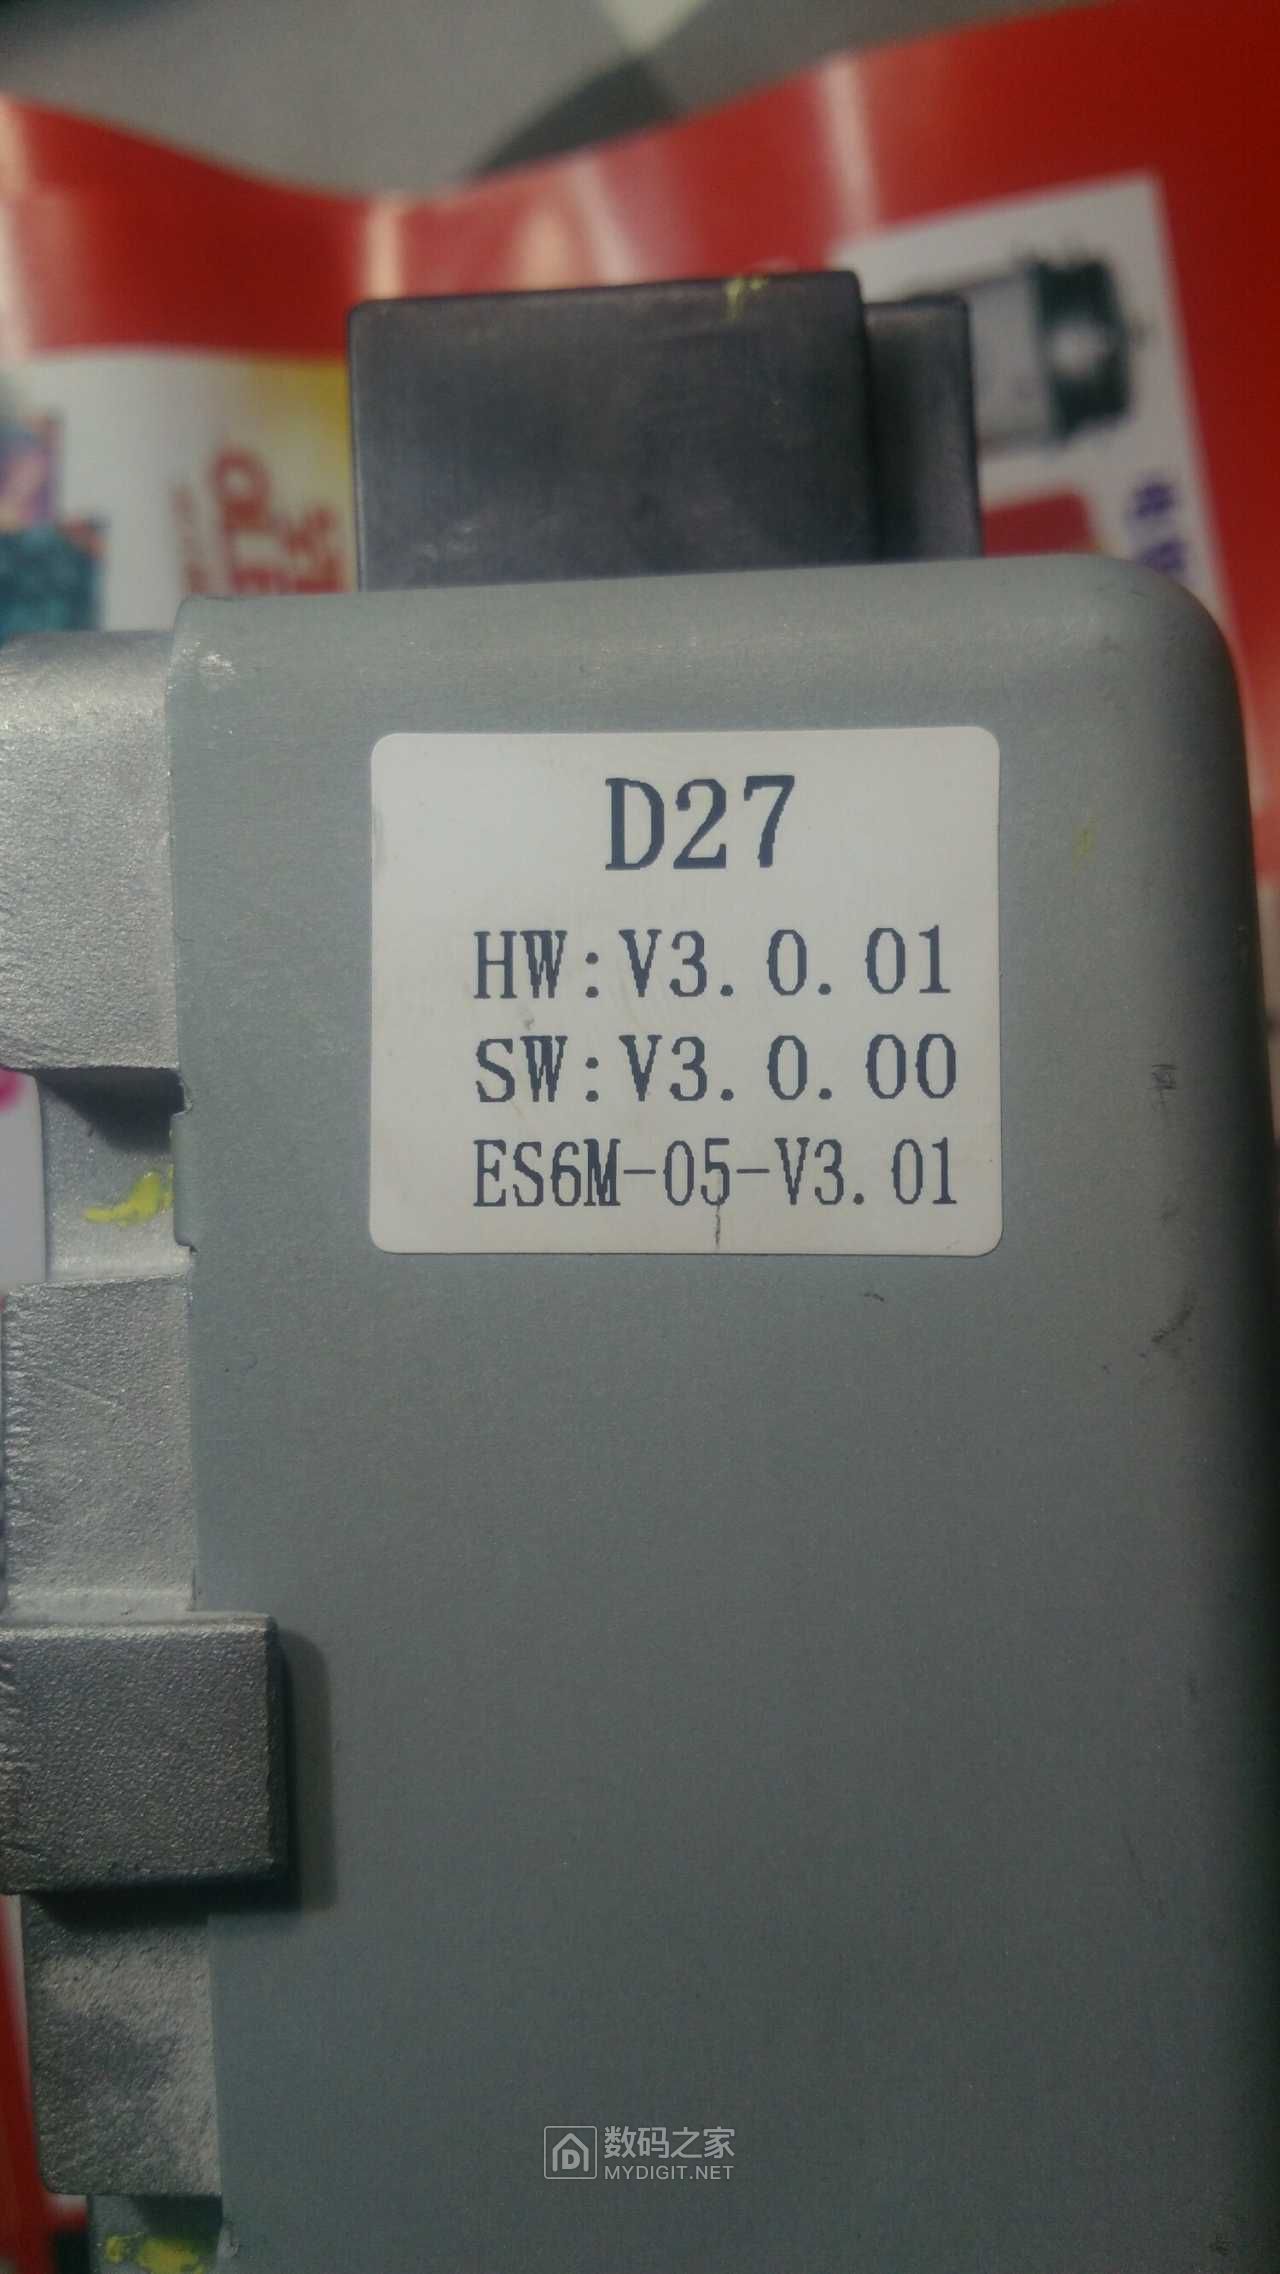 D27
HW:V3.0.01
SW:V3.0.00
ES6M-05-V3.01
数码之家
MYDIGIT.NET